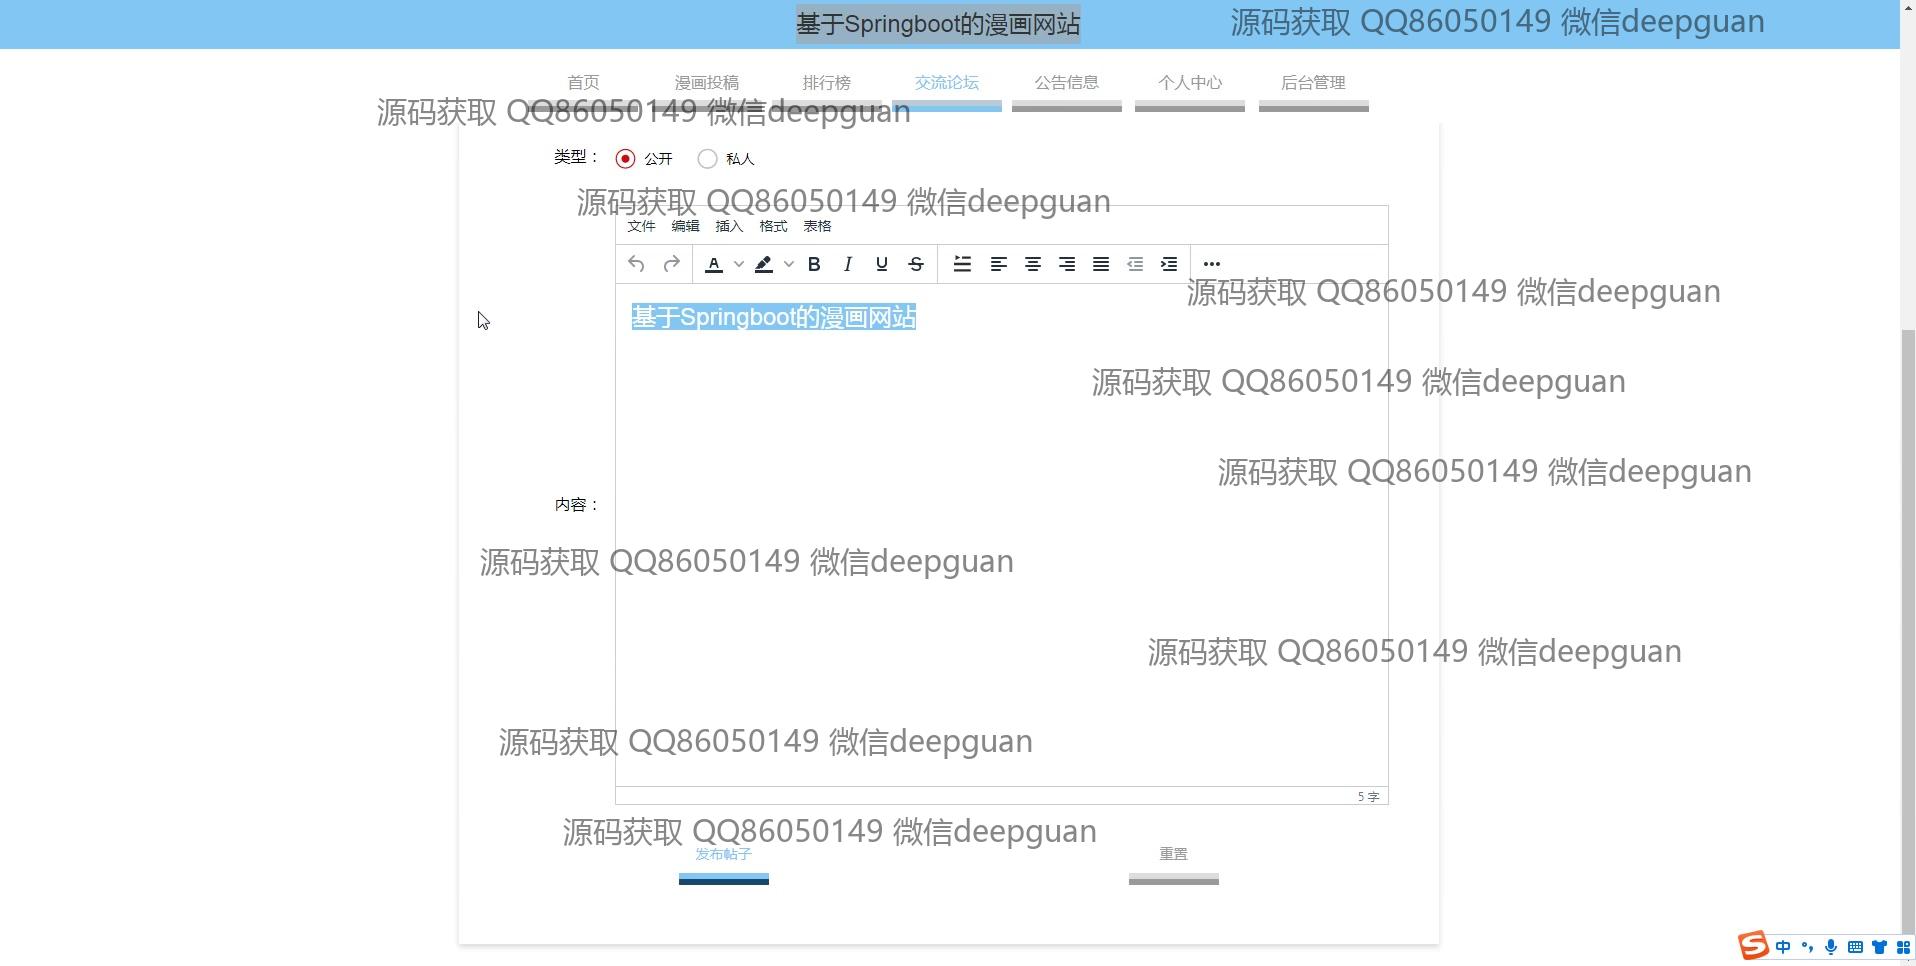 基于Springboot的漫画网站
源码获取 QQ86050149 微信deepguan
首页 漫画投稿 排行榜 交流论坛 公告信息 个人中心 后台管理
源码获取 QQ86050149 微信deepguan
类型： 公开 私人
源码获取 QQ86050149 微信deepguan
文件 编辑 插入 格式 表格
源码获取 QQ86050149 微信deepguan
基于Springboot的漫画网站
源码获取 QQ86050149 微信deepguan
源码获取 QQ86050149 微信deepguan
内容：
源码获取 QQ86050149 微信deepguan
源码获取 QQ86050149 微信deepguan
源码获取 QQ86050149 微信deepguan
5 字
源码获取 QQ86050149 微信deepguan
发布帖子 重置
中